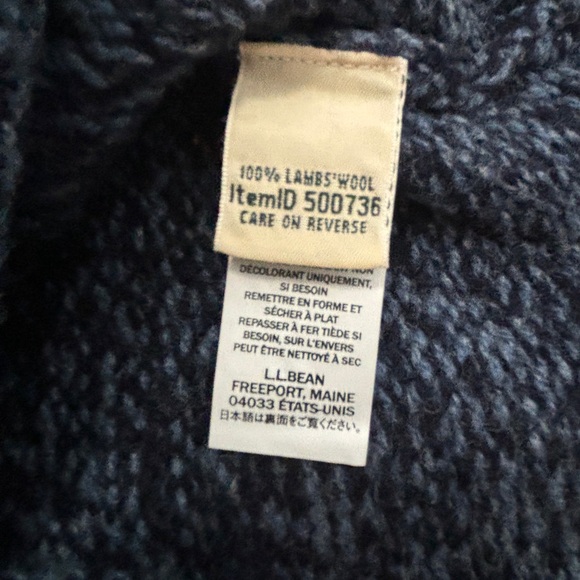 100% LAMBS' WOOL
ItemID 500736
CARE ON REVERSE
NON
DÉCOLORANT UNIQUEMENT,
SI BESOIN
REMETTRE EN FORME ET
SÉCHER À PLAT
REPASSER À FER TIÈDE SI
BESOIN, SUR L'ENVERS
PEUT ÊTRE NETTOYÉ À SEC
L.L.BEAN
FREEPORT, MAINE
04033 ÉTATS-UNIS
日本語は裏面をご覧ください。